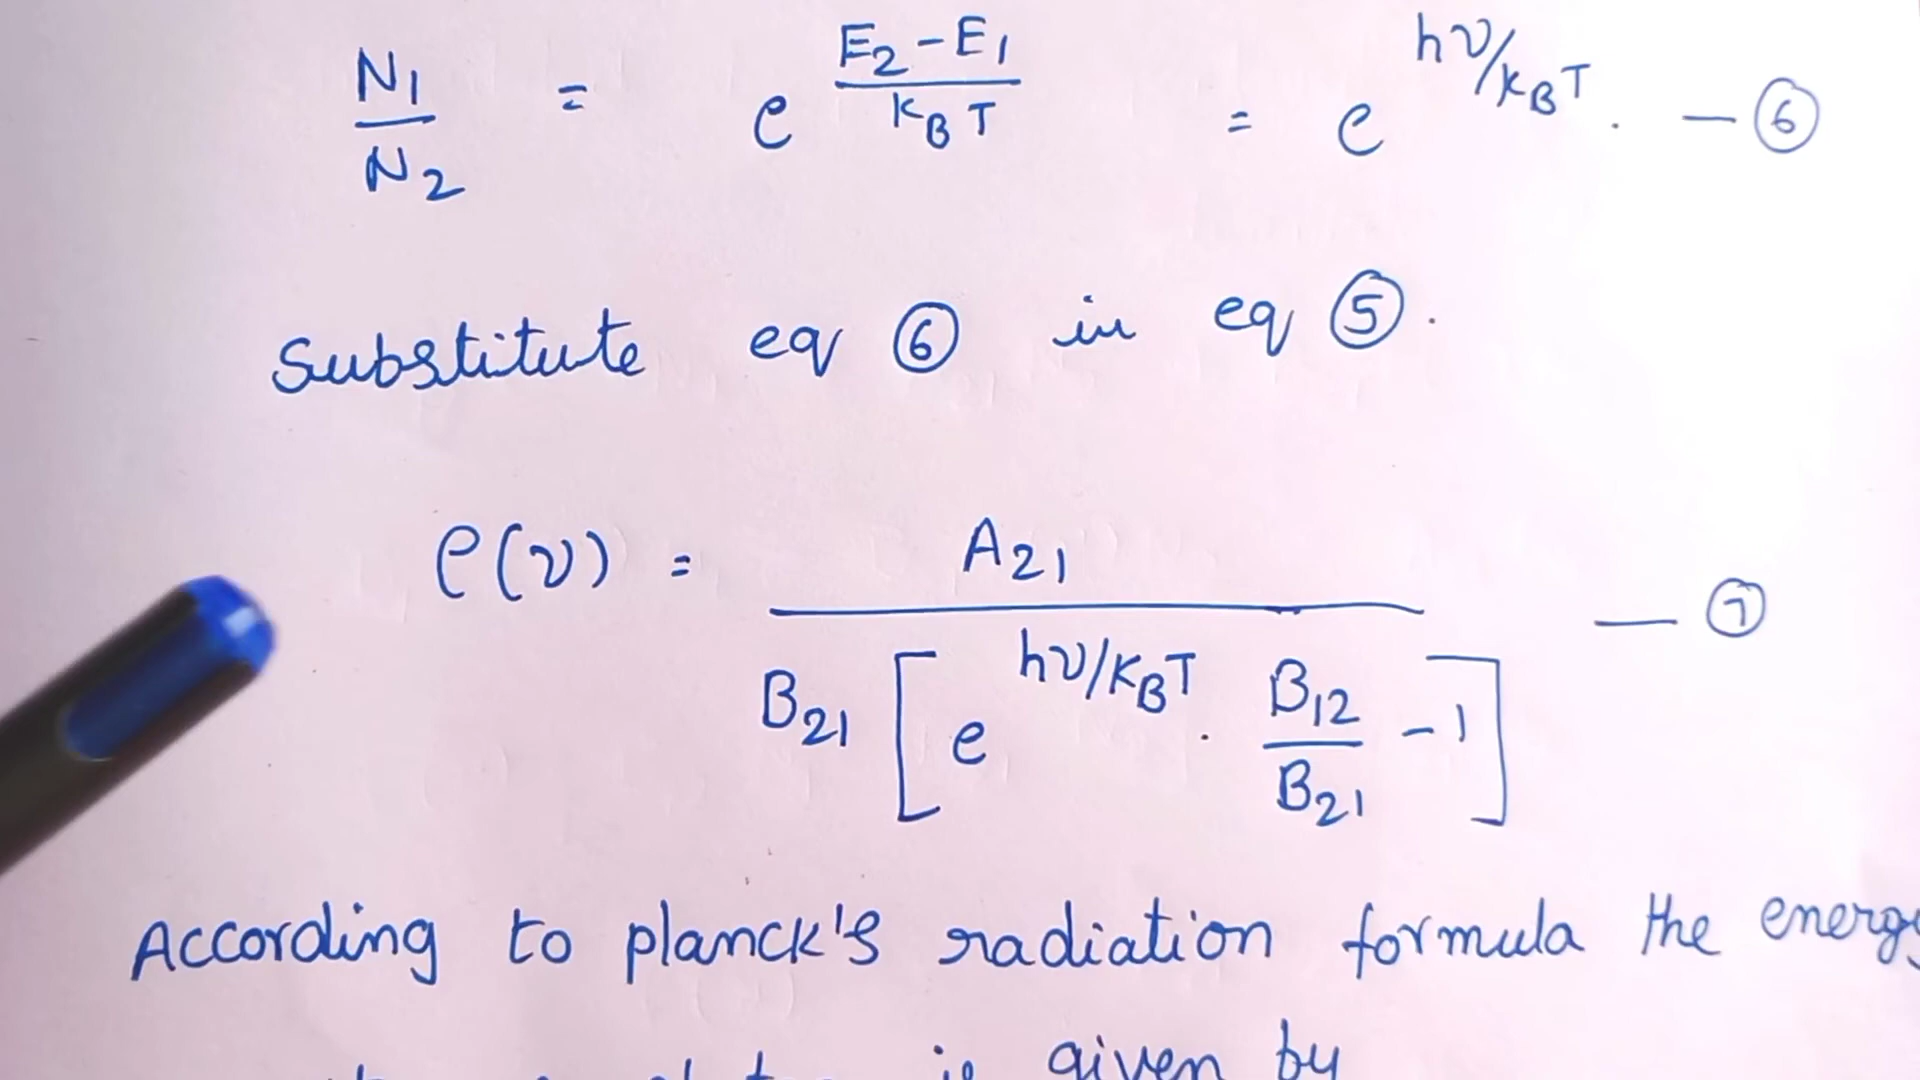 N1/N2 = e^(E2-E1)/(KBT) = e^hν/KBT. — ⑥
Substitute eq ⑥ in eq ⑤.
ρ(ν) = A21 / B21 [e^hν/KBT . B12/B21 - 1] — ⑦
According to planck's radiation formula the energy
is given by